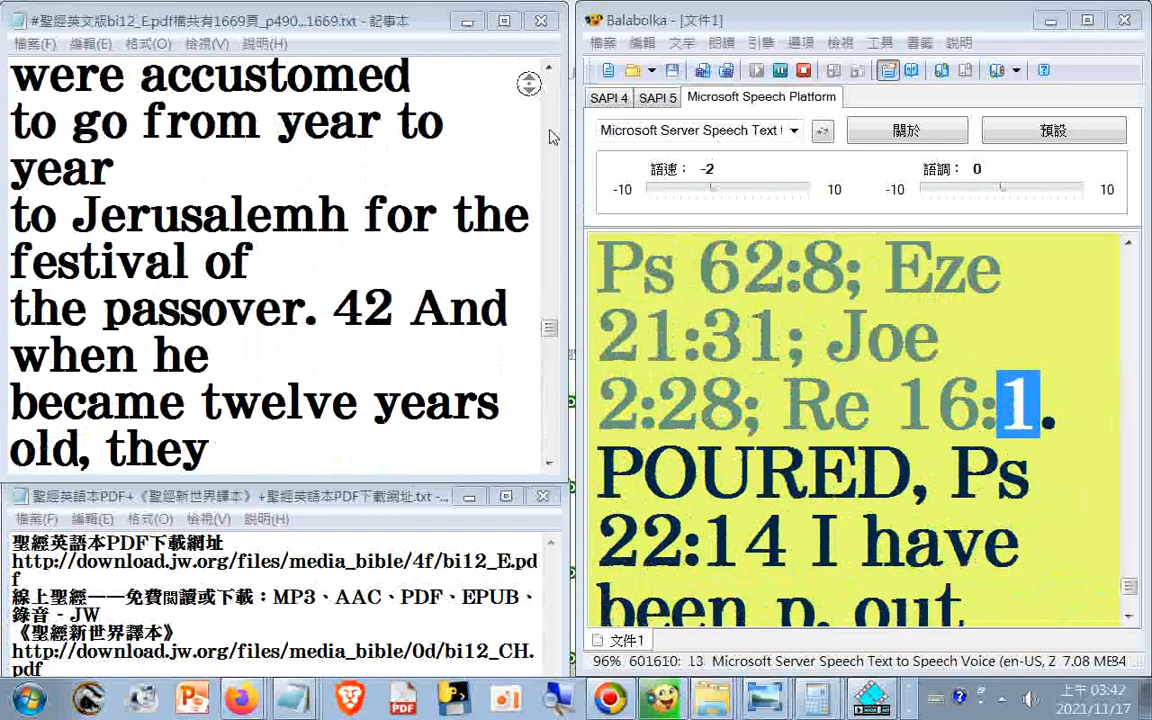 #聖經英文版bi12_E.pdf檔共有1669頁_p490...1669.txt - 記事本
檔案(F) 編輯(E) 格式(O) 檢視(V) 說明(H)
were accustomed
to go from year to
year
to Jerusalemh for the
festival of
the passover. 42 And
when he
became twelve years
old, they
聖經英語本PDF+《聖經新世界譯本》+聖經英語本PDF下載網址.txt - ...
檔案(F) 編輯(E) 格式(O) 檢視(V) 說明(H)
聖經英語本PDF下載網址
http://download.jw.org/files/media_bible/4f/bi12_E.pd
f
線上聖經——免費閱讀或下載：MP3、AAC、PDF、EPUB、
錄音 - JW
《聖經新世界譯本》
http://download.jw.org/files/media_bible/0d/bi12_CH.
pdf
Balabolka - [文件1]
檔案 編輯 文字 朗讀 引擎 選項 檢視 工具 書籤 說明
SAPI 4 SAPI 5 Microsoft Speech Platform
Microsoft Server Speech Text 關於 預設
語速： -2 語調： 0
-10 10 -10 10
Ps 62:8; Eze
21:31; Joe
2:28; Re 16:1.
POURED, Ps
22:14 I have
been p. out
文件1
96% 601610: 13 Microsoft Server Speech Text to Speech Voice (en-US, Z 7.08 MB
上午 03:42
2021/11/17